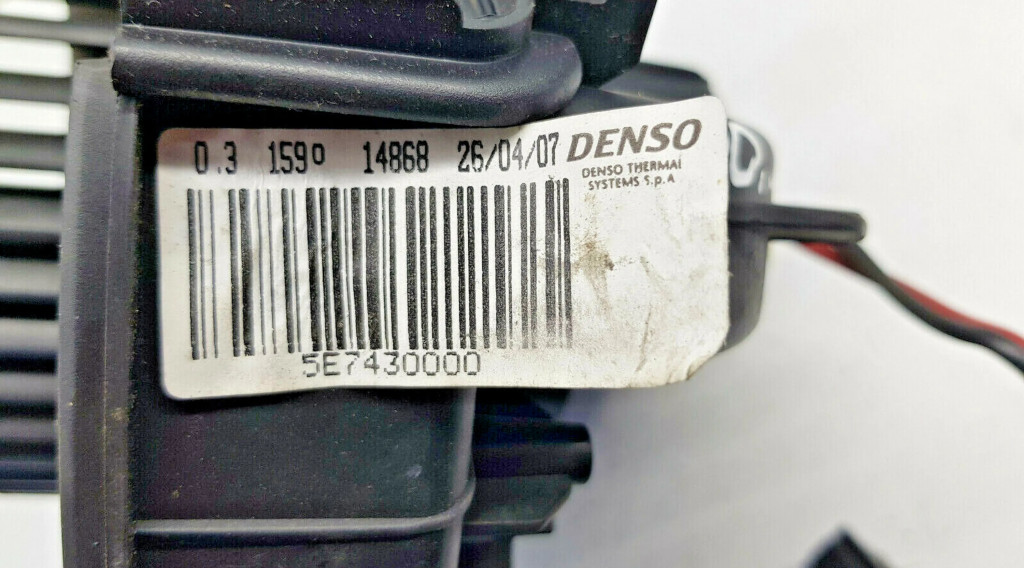 0.3 159º 14868 26/04/07 DENSO
DENSO THERMAL
SYSTEMS S.p.A
5E7430000
D